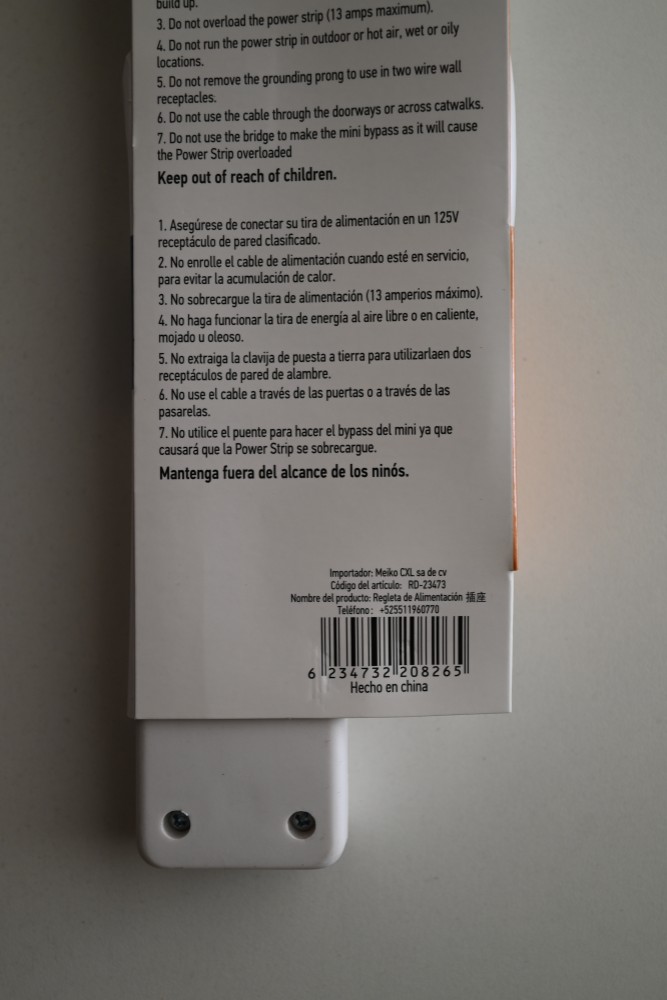 build up.
3. Do not overload the power strip (13 amps maximum).
4. Do not run the power strip in outdoor or hot air, wet or oily
locations.
5. Do not remove the grounding prong to use in two wire wall
receptacles.
6. Do not use the cable through the doorways or across catwalks.
7. Do not use the bridge to make the mini bypass as it will cause
the Power Strip overloaded
Keep out of reach of children.
1. Asegúrese de conectar su tira de alimentación en un 125V
receptáculo de pared clasificado.
2. No enrolle el cable de alimentación cuando esté en servicio,
para evitar la acumulación de calor.
3. No sobrecargue la tira de alimentación (13 amperios máximo).
4. No haga funcionar la tira de energía al aire libre o en caliente,
mojado u oleoso.
5. No extraiga la clavija de puesta a tierra para utilizarlaen dos
receptáculos de pared de alambre.
6. No use el cable a través de las puertas o a través de las
pasarelas.
7. No utilice el puente para hacer el bypass del mini ya que
causará que la Power Strip se sobrecargue.
Mantenga fuera del alcance de los ninós.
Importador: Meiko CXL sa de cv
Código del artículo: RD-23473
Nombre del producto: Regleta de Alimentación 插座
Teléfono: +525511960770
6 234732 208265
Hecho en china